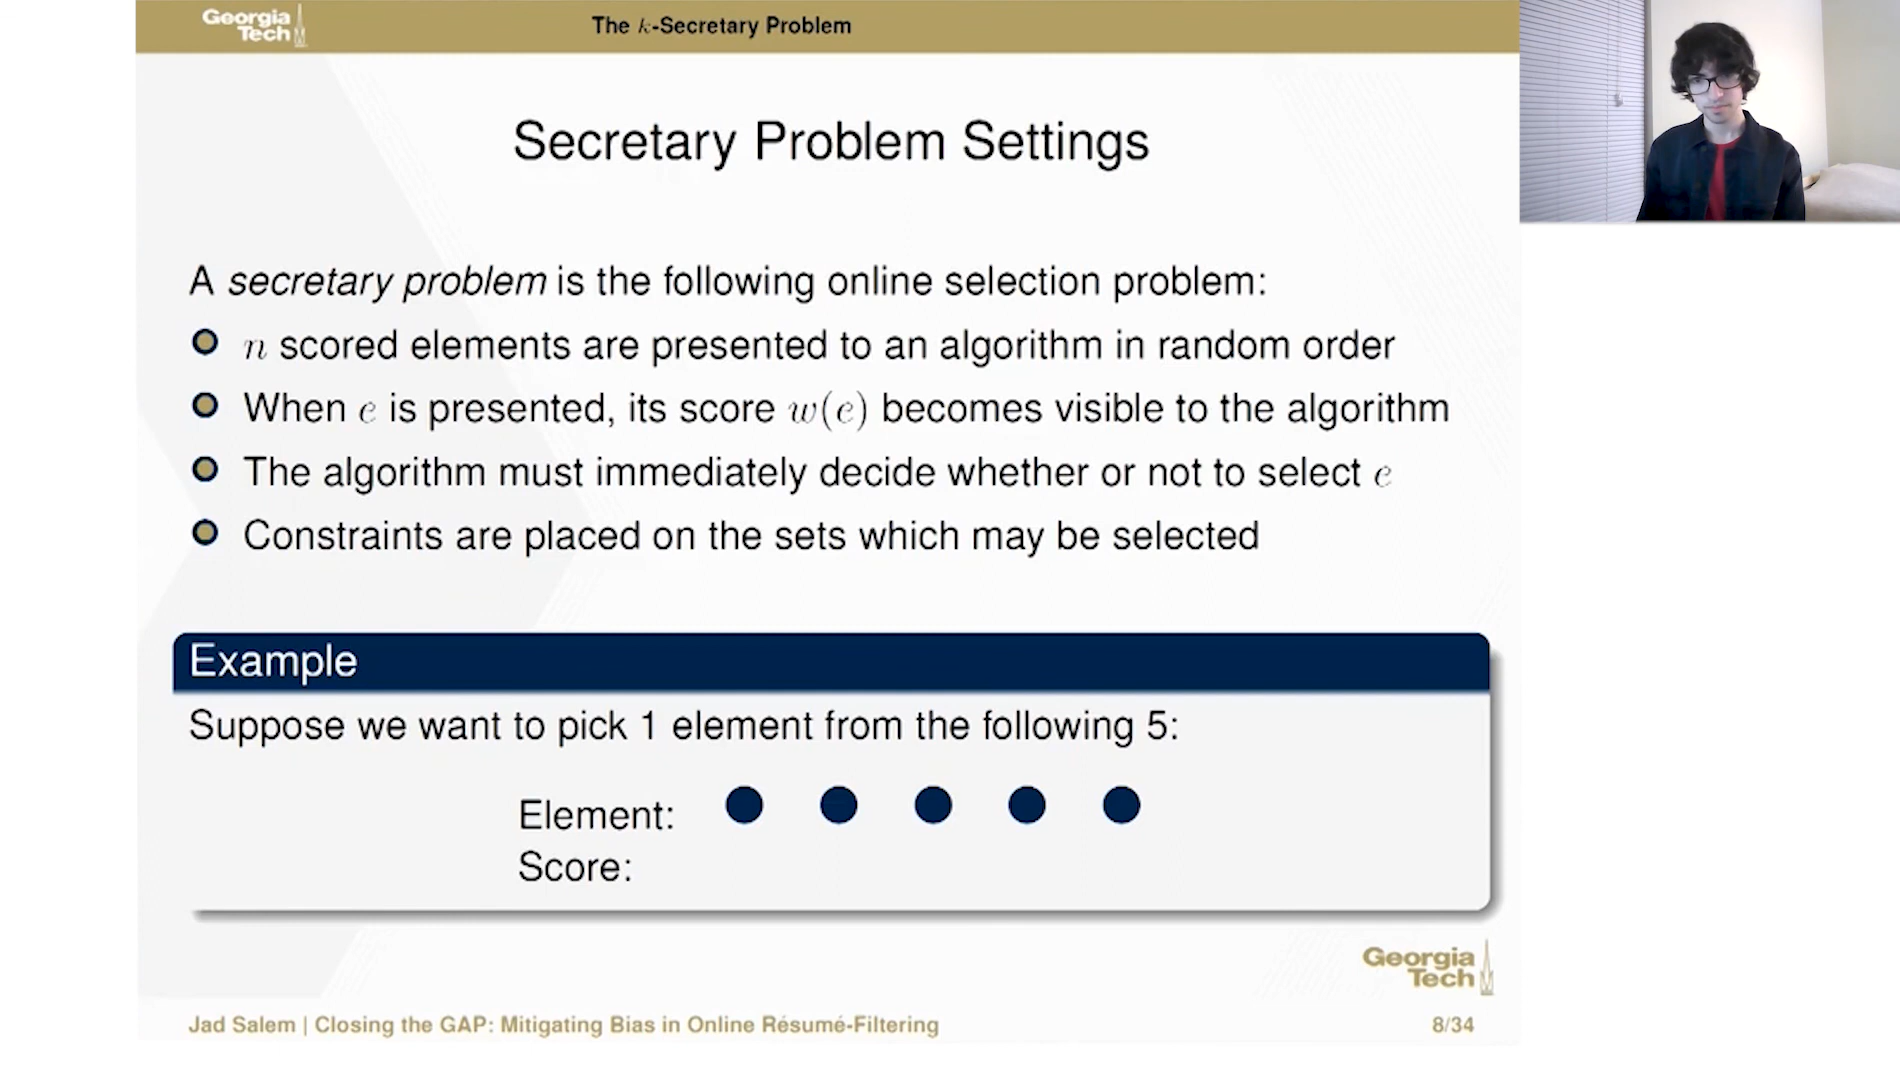 Georgia
Tech
The k-Secretary Problem
Secretary Problem Settings
A secretary problem is the following online selection problem:
n scored elements are presented to an algorithm in random order
When e is presented, its score w(e) becomes visible to the algorithm
The algorithm must immediately decide whether or not to select e
Constraints are placed on the sets which may be selected
Example
Suppose we want to pick 1 element from the following 5:
Element:
Score:
Georgia
Tech
Jad Salem | Closing the GAP: Mitigating Bias in Online Résumé-Filtering 8/34